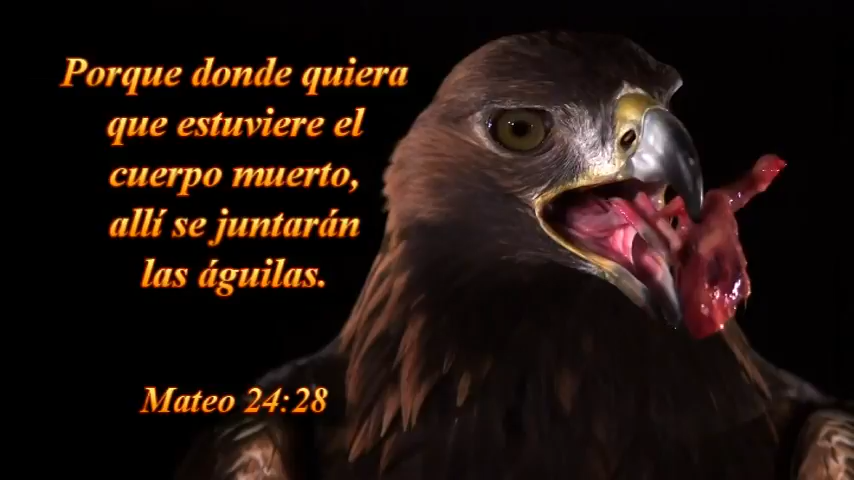 Porque donde quiera
que estuviere el
cuerpo muerto,
allí se juntarán
las águilas.
Mateo 24:28